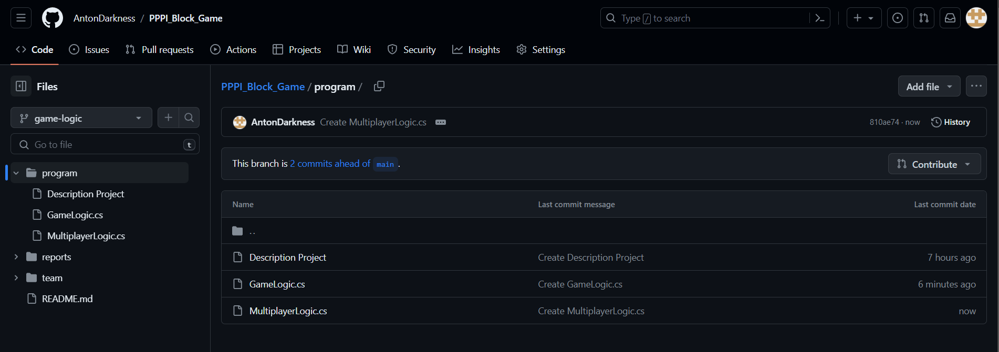 AntonDarkness / PPPI_Block_Game
Type / to search
Code Issues Pull requests Actions Projects Wiki Security Insights Settings
Files
game-logic
Go to file t
program
Description Project
GameLogic.cs
MultiplayerLogic.cs
reports
team
README.md
PPPI_Block_Game / program /
Add file
AntonDarkness Create MultiplayerLogic.cs
810ae74 · now History
This branch is 2 commits ahead of main .
Contribute
Name Last commit message Last commit date
..
Description Project Create Description Project 7 hours ago
GameLogic.cs Create GameLogic.cs 6 minutes ago
MultiplayerLogic.cs Create MultiplayerLogic.cs now